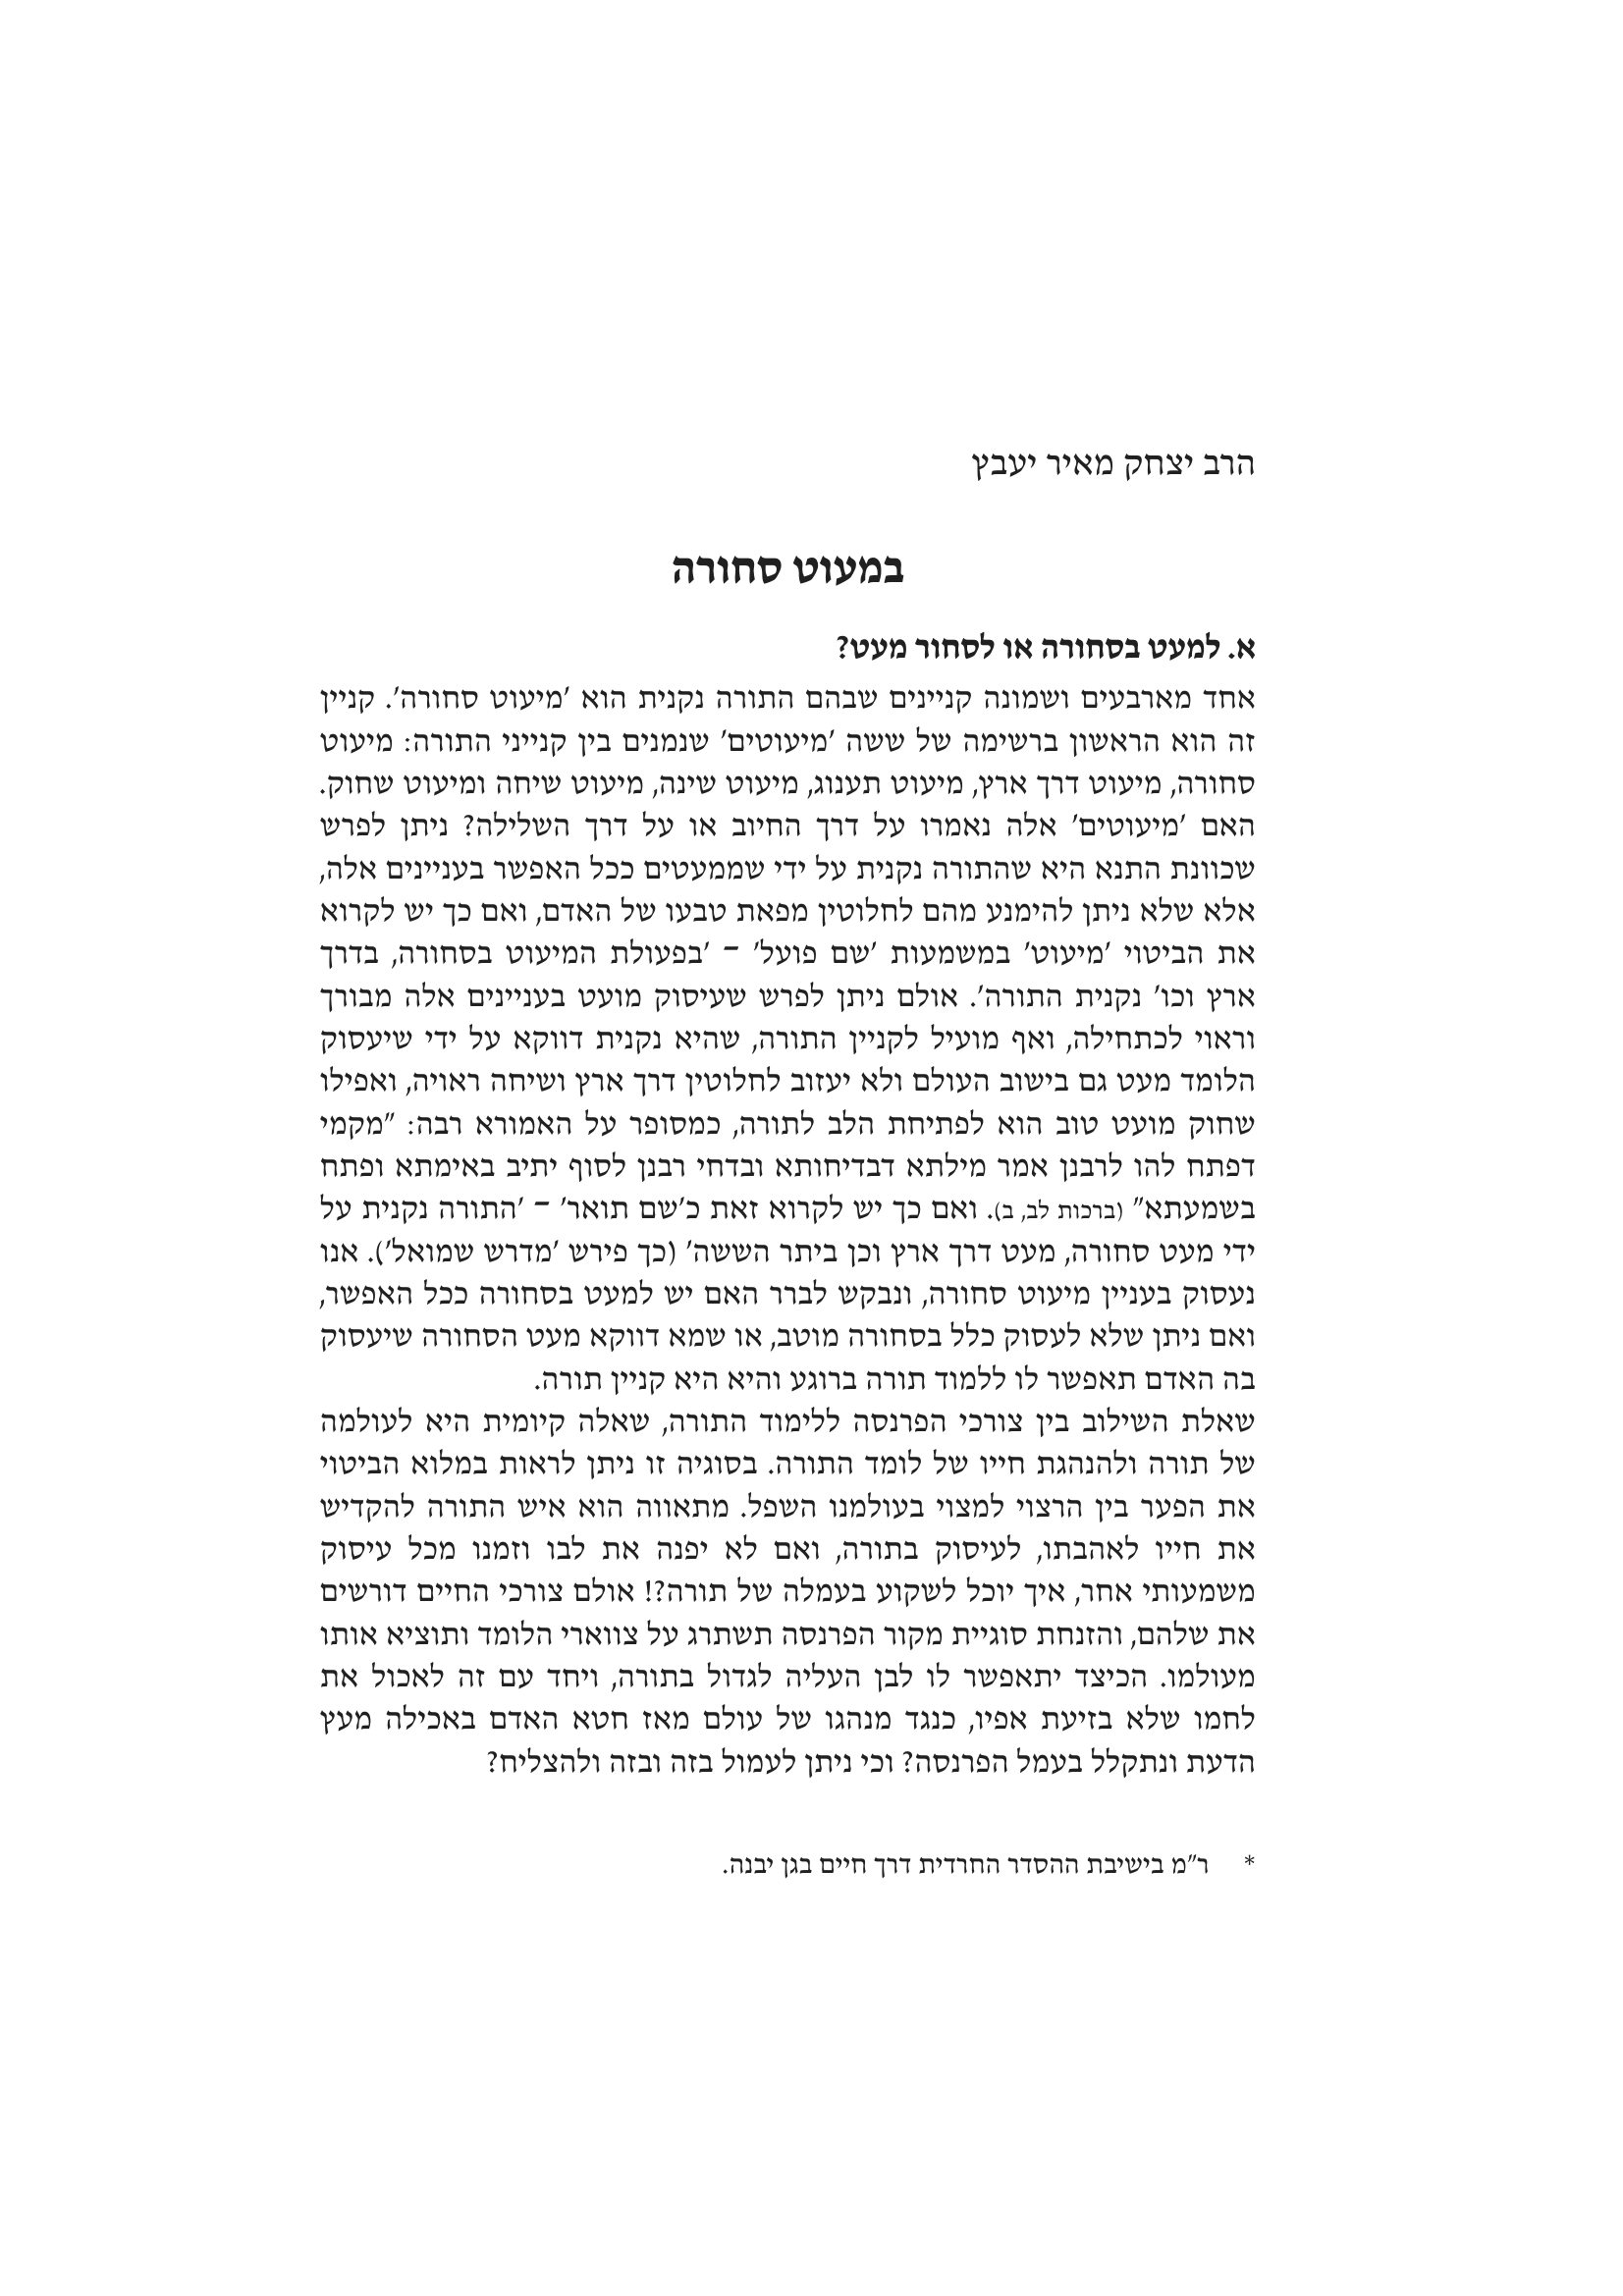 הרב יצחק מאיר יעבץ
במעוט סחורה
א. למעט בסחורה או לסחור מעט?
אחד מארבעים ושמונה קניינים שבהם התורה נקנית הוא 'מיעוט סחורה'. קניין
זה הוא הראשון ברשימה של ששה 'מיעוטים' שנמנים בין קנייני התורה: מיעוט
סחורה, מיעוט דרך ארץ, מיעוט תענוג, מיעוט שינה, מיעוט שיחה ומיעוט שחוק.
האם 'מיעוטים' אלה נאמרו על דרך החיוב או על דרך השלילה? ניתן לפרש
שכוונת התנא היא שהתורה נקנית על ידי שממעטים ככל האפשר בעניינים אלה,
אלא שלא ניתן להימנע מהם לחלוטין מפאת טבעו של האדם, ואם כך יש לקרוא
את הביטוי 'מיעוט' במשמעות 'שם פועל' – 'בפעולת המיעוט בסחורה, בדרך
ארץ וכו' נקנית התורה'. אולם ניתן לפרש שעיסוק מועט בעניינים אלה מבורך
וראוי לכתחילה, ואף מועיל לקניין התורה, שהיא נקנית דווקא על ידי שיעסוק
הלומד מעט גם בישוב העולם ולא יעזוב לחלוטין דרך ארץ ושיחה ראויה, ואפילו
שחוק מועט טוב הוא לפתיחת הלב לתורה, כמסופר על האמורא רבה: "מקמי
דפתח להו לרבנן אמר מילתא דבדיחותא ובדחי רבנן לסוף יתיב באימתא ופתח
בשמעתא" (ברכות לב, ב). ואם כך יש לקרוא זאת כ'שם תואר' – 'התורה נקנית על
ידי מעט סחורה, מעט דרך ארץ וכן ביתר הששה' (כך פירש 'מדרש שמואל'). אנו
נעסוק בעניין מיעוט סחורה, ונבקש לברר האם יש למעט בסחורה ככל האפשר,
ואם ניתן שלא לעסוק כלל בסחורה מוטב, או שמא דווקא מעט הסחורה שיעסוק
בה האדם תאפשר לו ללמוד תורה ברוגע והיא היא קניין תורה.
שאלת השילוב בין צורכי הפרנסה ללימוד התורה, שאלה קיומית היא לעולמה
של תורה ולהנהגת חייו של לומד התורה. בסוגיה זו ניתן לראות במלוא הביטוי
את הפער בין הרצוי למצוי בעולמנו השפל. מתאווה הוא איש התורה להקדיש
את חייו לאהבתו, לעיסוק בתורה, ואם לא יפנה את לבו וזמנו מכל עיסוק
משמעותי אחר, איך יוכל לשקוע בעמלה של תורה?! אולם צורכי החיים דורשים
את שלהם, והזנחת סוגיית מקור הפרנסה תשתרג על צווארי הלומד ותוציא אותו
מעולמו. הכיצד יתאפשר לו לבן העליה לגדול בתורה, ויחד עם זה לאכול את
לחמו שלא בזיעת אפיו, כנגד מנהגו של עולם מאז חטא האדם באכילה מעץ
הדעת ונתקלל בעמל הפרנסה? וכי ניתן לעמול בזה ובזה ולהצליח?
* ר"מ בישיבת ההסדר החרדית דרך חיים בגן יבנה.